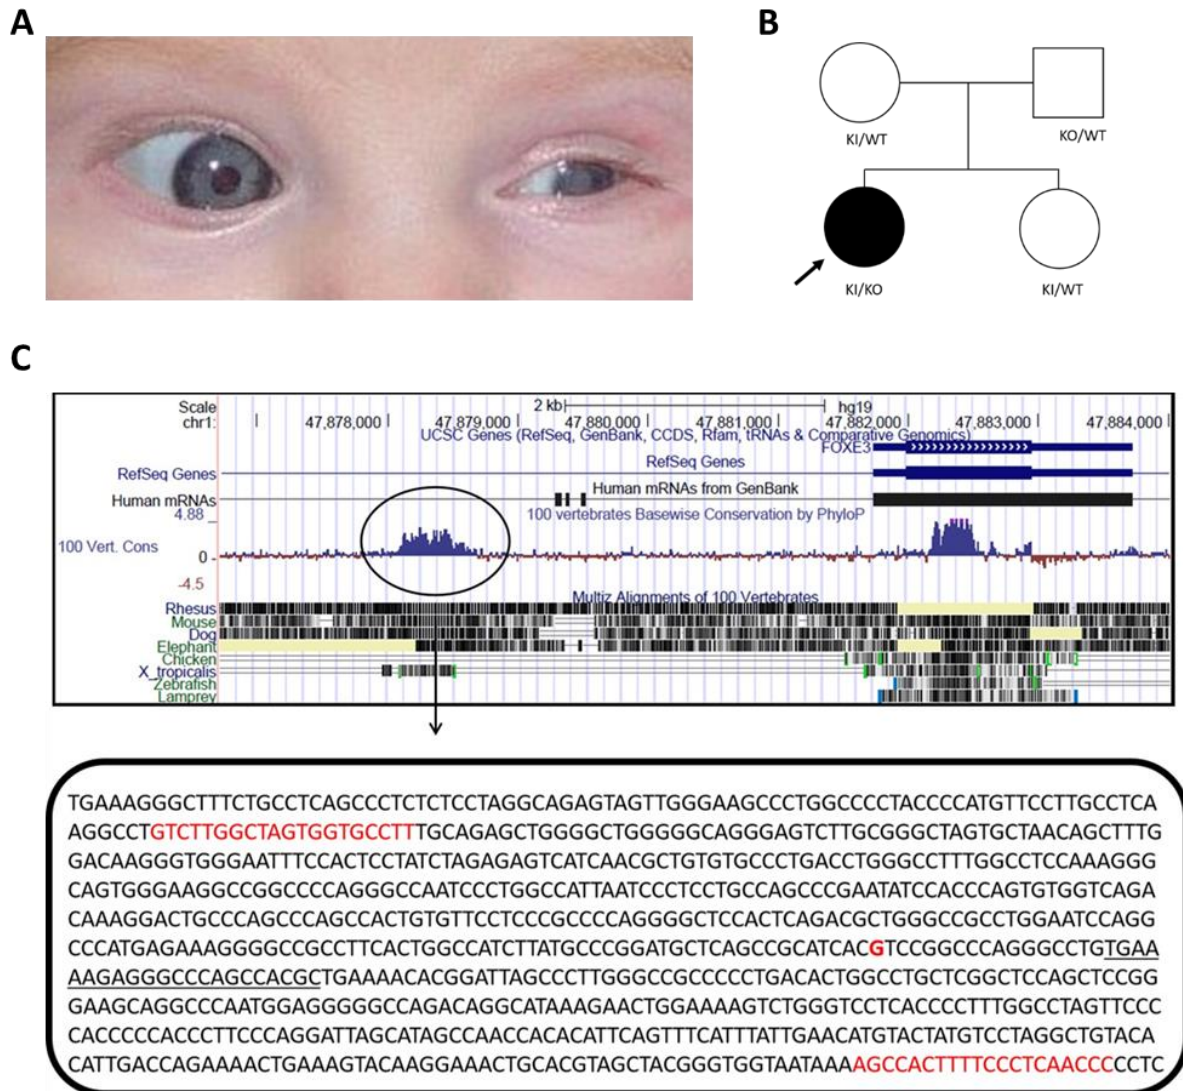 A
B
KI/WT
KO/WT
KI/KO
KI/WT
C
Scale
2 kb
hg19
chr1:
47,878,000
47,879,000
47,880,000
47,881,000
47,882,000
47,883,000
47,884,000
UCSC Genes (RefSeq, GenBank, CCDS, Rfam, tRNAs & Comparative Genomics)
FOXE3
RefSeq Genes
RefSeq Genes
Human mRNAs from GenBank
Human mRNAs
4.88
100 vertebrates Basewise Conservation by PhyloP
100 Vert. Cons
0
-4.5
Multiz Alignments of 100 Vertebrates
Rhesus
Mouse
Dog
Elephant
Chicken
X_tropicalis
Zebrafish
Lamprey
TGAAAGGGCTTTCTGCCTCAGCCCTCTCTCCTAGGCAGAGTAGTTGGGAAGCCCTGGCCCCTACCCCATGTTCCTTGCCTCA
AGGCCTGTCTTGGCTAGTGGTGCCTTTGCAGAGCTGGGGCTGGGGGCAGGGAGTCTTGCGGGCTAGTGCTAACAGCTTTG
GACAAGGGTGGGAATTTCCACTCCTATCTAGAGAGTCATCAACGCTGTGTGCCCTGACCTGGGCCTTTGGCCTCCAAAGGG
CAGTGGGAAGGCCGGCCCCAGGGCCAATCCCTGGCCATTAATCCCTCCTGCCAGCCCGAATATCCACCCAGTGTGGTCAGA
CAAAGGACTGCCCAGCCCAGCCACTGTGTTCCTCCCGCCCCAGGGGCTCCACTCAGACGCTGGGCCGCCTGGAATCCAGG
CCCATGAGAAAGGGGCCGCCTTCACTGGCCATCTTATGCCCGGATGCTCAGCCGCATCACGTCCGGCCCAGGGCCTGTGAA
AAGAGGGCCCAGCCACGCTGAAAACACGGATTAGCCCTTGGGCCGCCCCCTGACACTGGCCTGCTCGGCTCCAGCTCCGG
GAAGCAGGCCCAATGGAGGGGGCCAGACAGGCATAAAGAACTGGAAAAGTCTGGGTCCTCACCCCTTTGGCCTAGTTCCC
CACCCCCACCCTTCCCAGGATTAGCATAGCCAACCACACATTCAGTTTCATTTATTGAACATGTACTATGTCCTAGGCTGTACA
CATTGACCAGAAAACTGAAAGTACAAGGAAACTGCACGTAGCTACGGGTGGTAATAAAAGCCACTTTTCCCTCAACCCCCTC